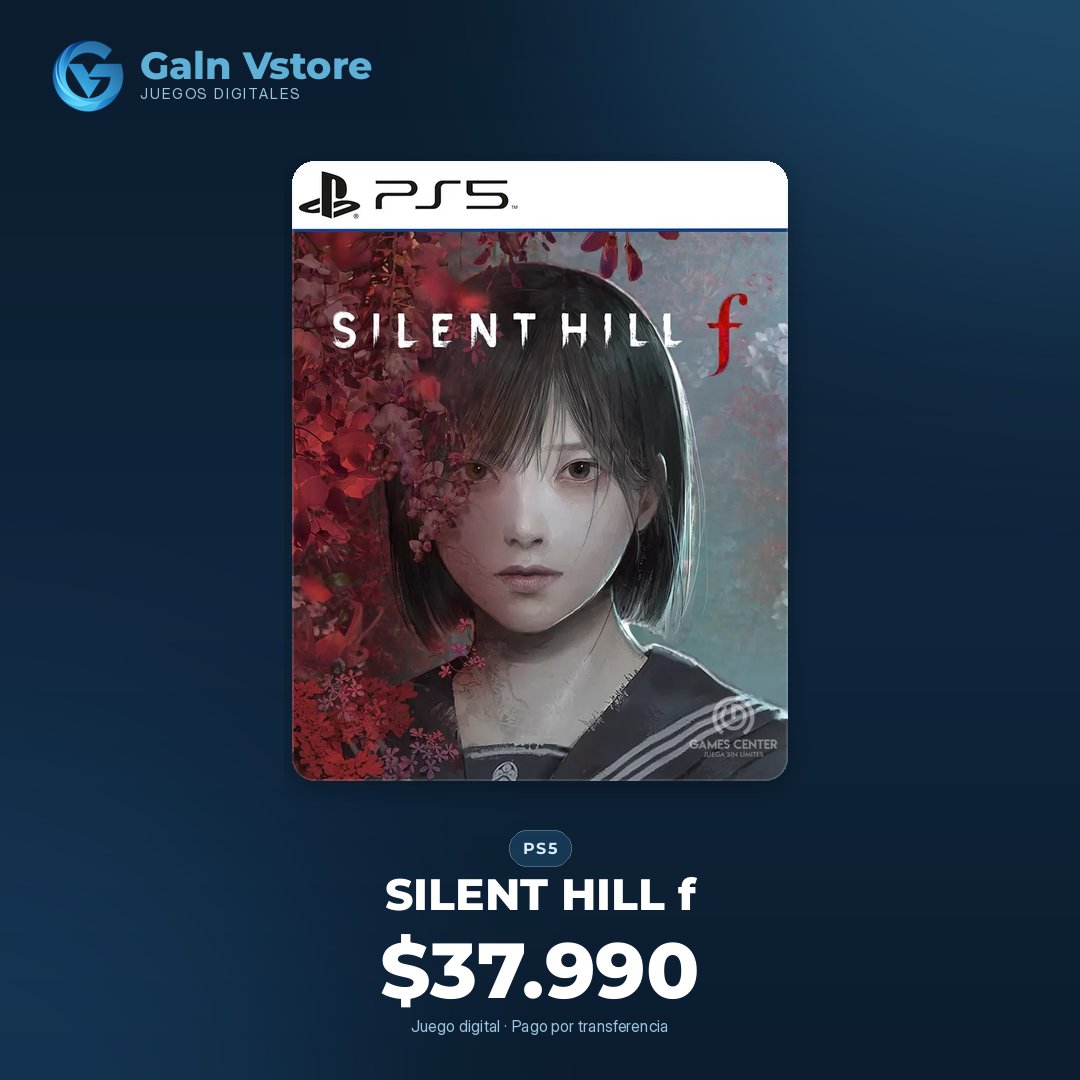 GaIn Vstore
JUEGOS DIGITALES
PS5
SILENT HILL f
GAMES CENTER
JUEGA SIN LIMITES
PS5
SILENT HILL f
$37.990
Juego digital · Pago por transferencia